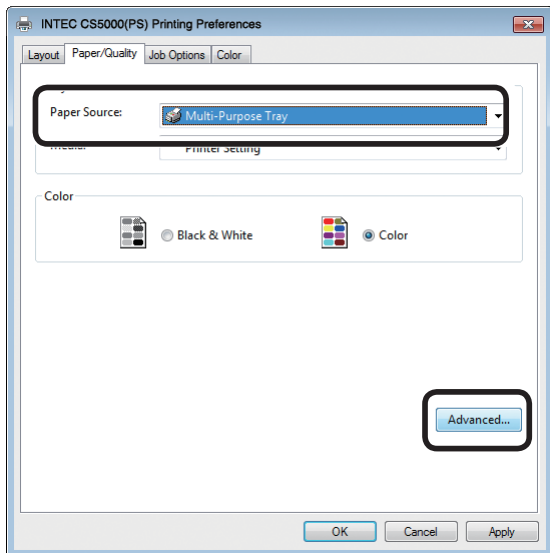 INTEC CS5000(PS) Printing Preferences
Layout Paper/Quality Job Options Color
Paper Source: Multi-Purpose Tray
Media: Printer Setting
Color
Black & White Color
Advanced...
OK Cancel Apply